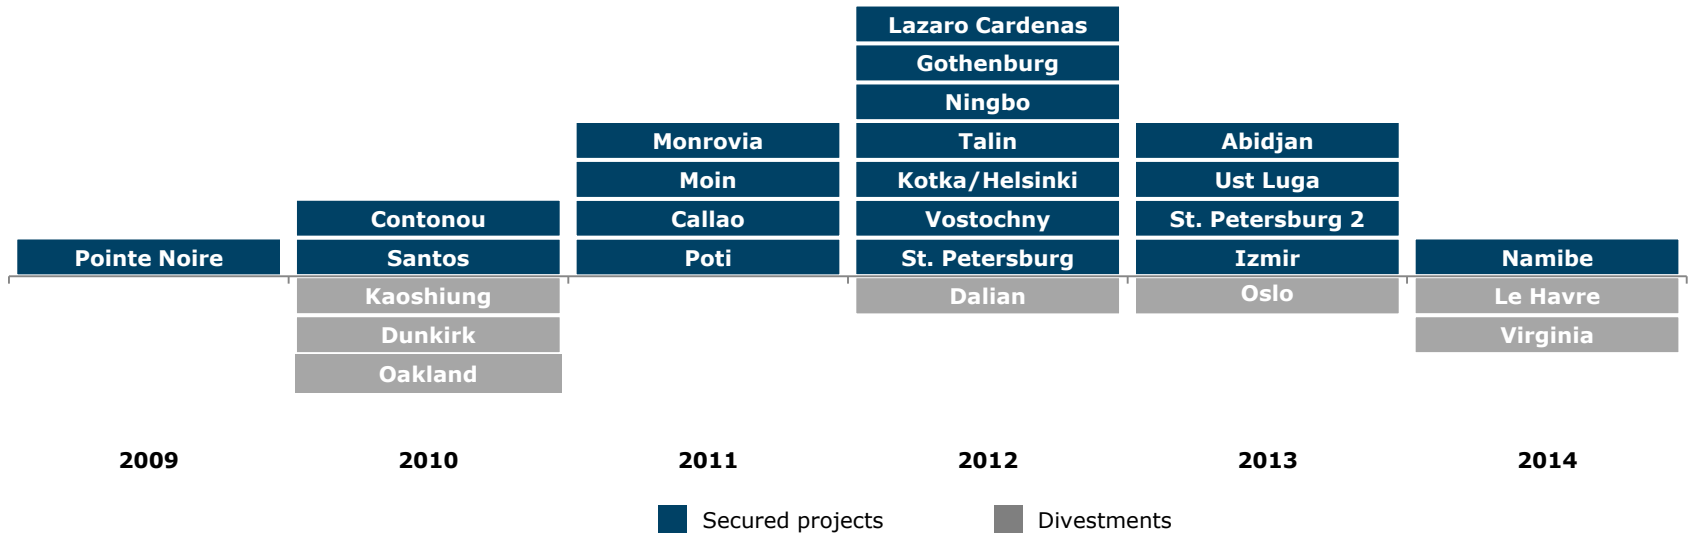 Lazaro Cardenas
Gothenburg
Ningbo
Monrovia Talin Abidjan
Moin Kotka/Helsinki Ust Luga
Contonou Callao Vostochny St. Petersburg 2
Pointe Noire Santos Poti St. Petersburg Izmir Namibe
Kaoshiung Dalian Oslo Le Havre
Dunkirk Virginia
Oakland
2009 2010 2011 2012 2013 2014
Secured projects Divestments